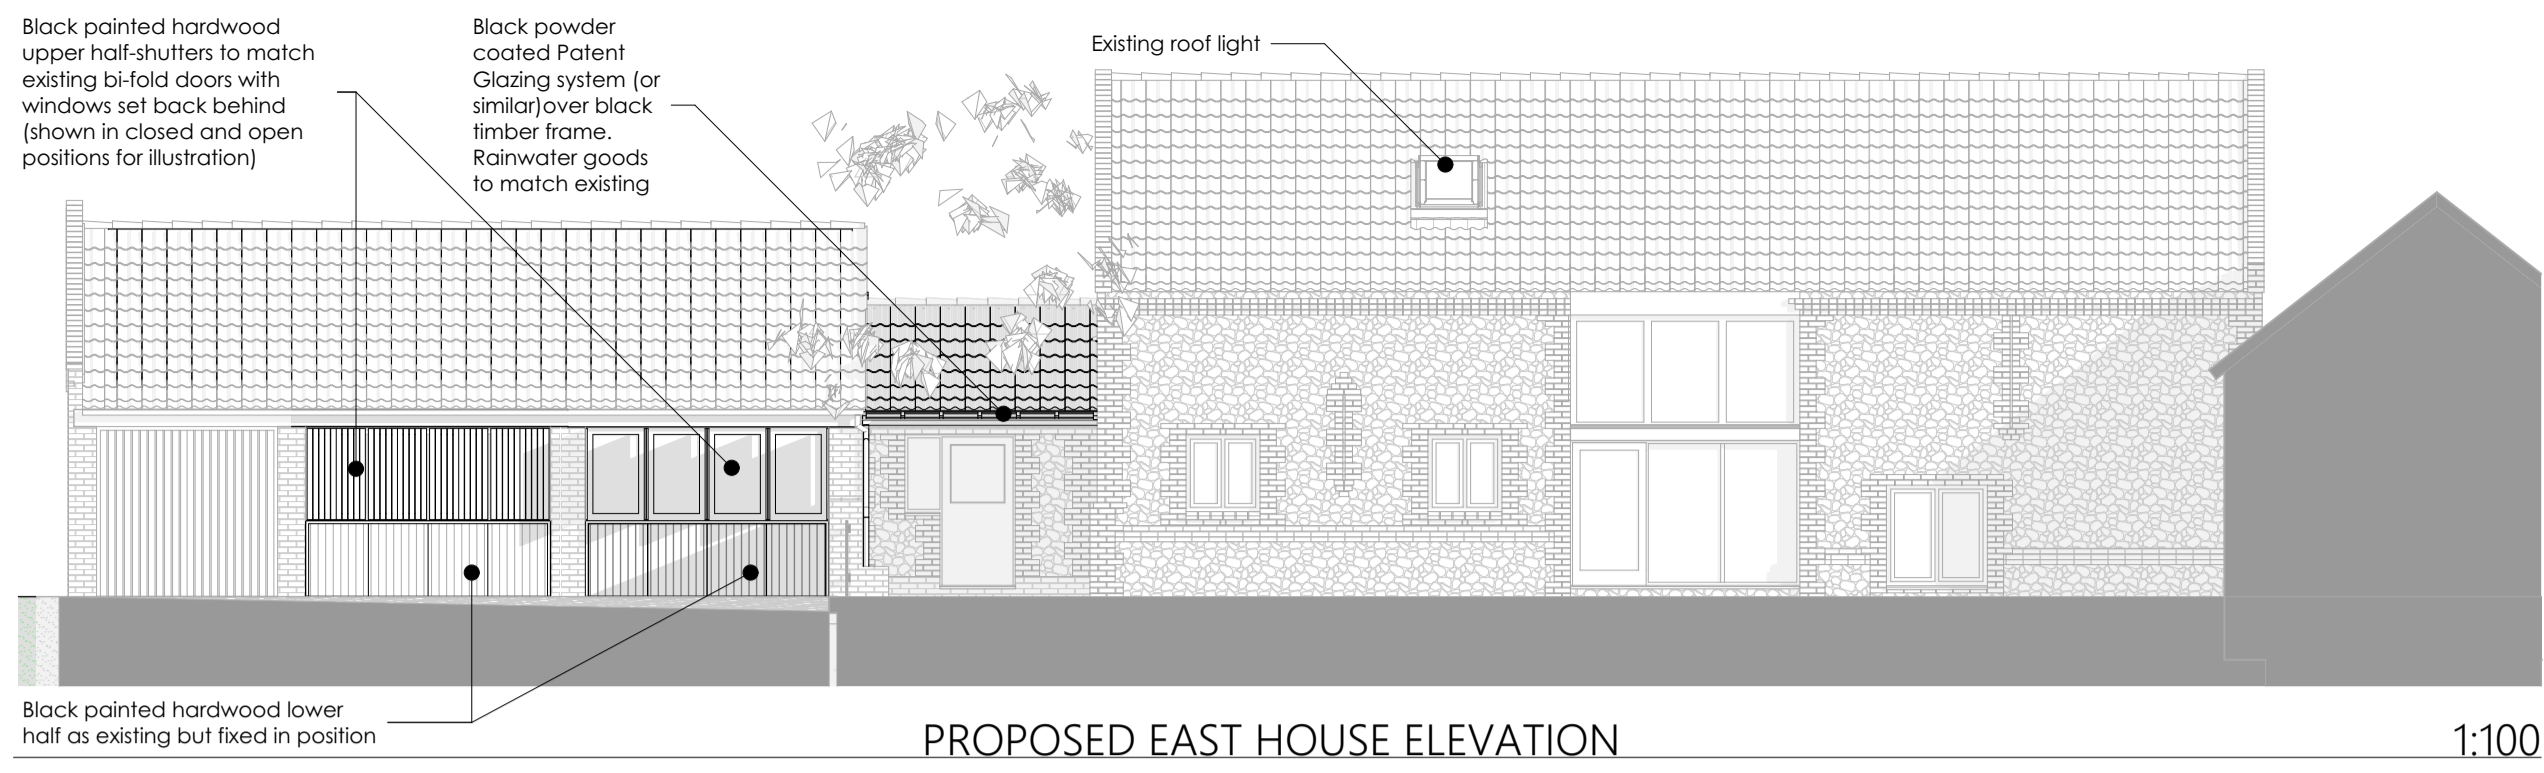 Black painted hardwood
upper half-shutters to match
existing bi-fold doors with
windows set back behind
(shown in closed and open
positions for illustration)
Black powder
coated Patent
Glazing system (or
similar)over black
timber frame.
Rainwater goods
to match existing
Existing roof light
Black painted hardwood lower
half as existing but fixed in position
PROPOSED EAST HOUSE ELEVATION
1:100